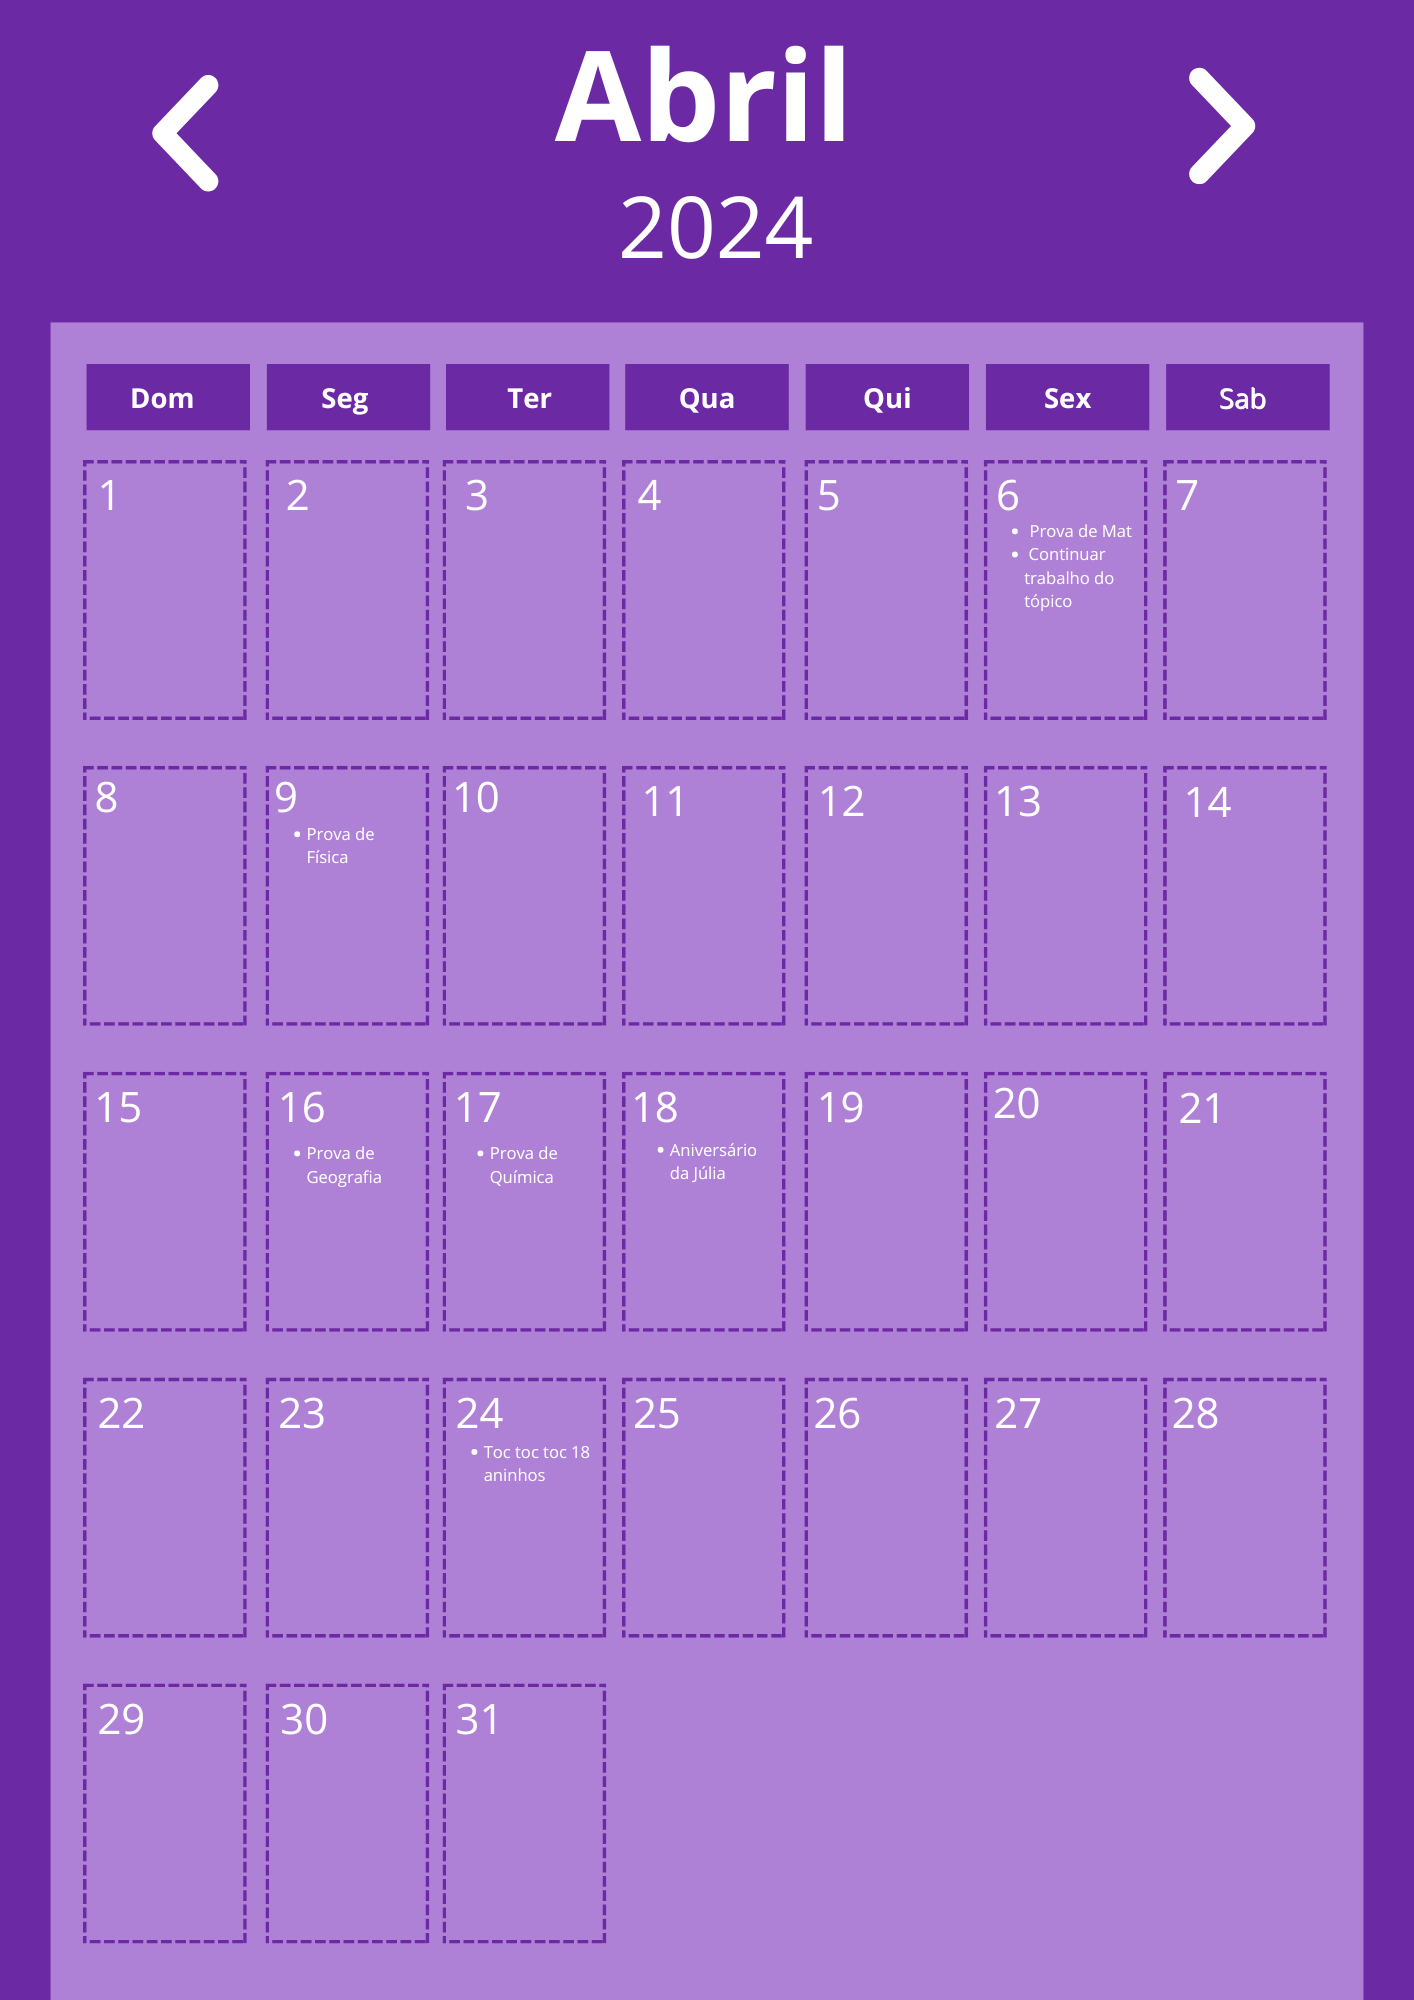 Abril
2024
Dom Seg Ter Qua Qui Sex Sab
1 2 3 4 5 6 7
• Prova de Mat
• Continuar
trabalho do
tópico
8 9 10 11 12 13 14
• Prova de
Física
15 16 17 18 19 20 21
• Prova de
Geografia
• Prova de
Química
• Aniversário
da Júlia
22 23 24 25 26 27 28
• Toc toc toc 18
aninhos
29 30 31